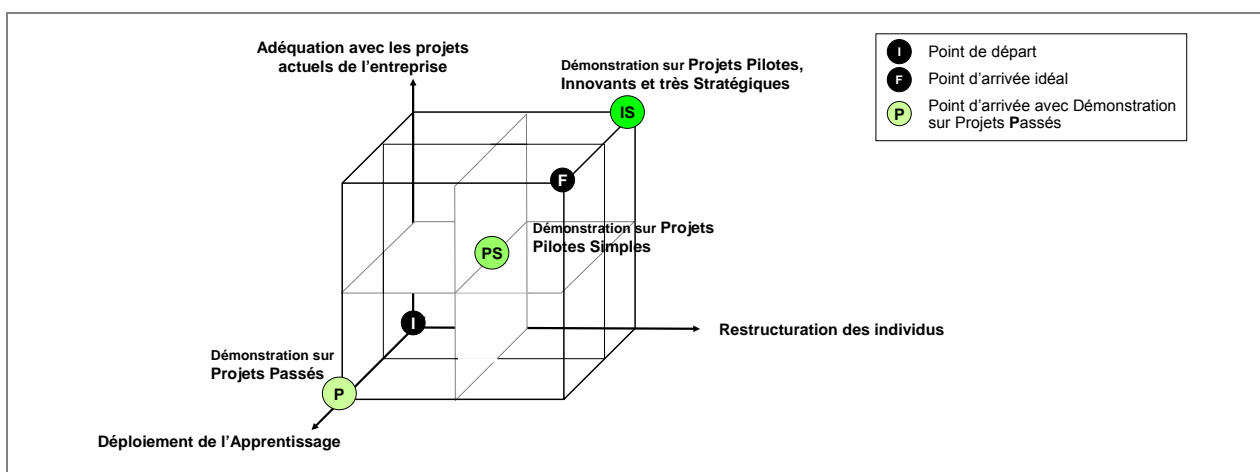 Adéquation avec les projets
actuels de l'entreprise
Démonstration sur Projets Pilotes,
Innovants et très Stratégiques
IS
F
Démonstration sur Projets
Pilotes Simples
PS
I
Restructuration des individus
Démonstration sur
Projets Passés
P
Déploiement de l'Apprentissage
I Point de départ
F Point d'arrivée idéal
P Point d'arrivée avec Démonstration
sur Projets Passés